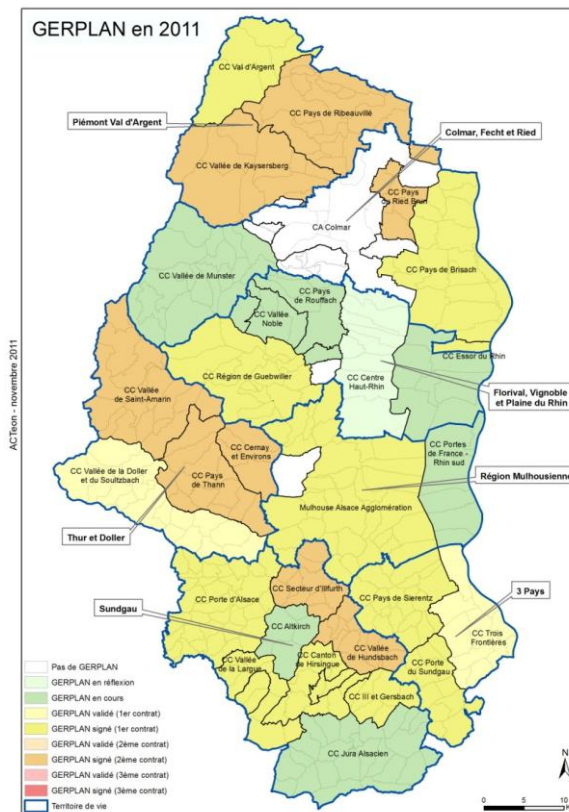 GERPLAN en 2011
CC Val d'Argent
Piémont Val d'Argent
CC Pays de Ribeauvillé
Colmar, Fecht et Ried
CC Vallée de Kaysersberg
CC Pays
du Ried Brun
CA Colmar
CC Vallée de Munster
CC Pays de Brisach
CC Pays
de Rouffach
CC Vallée
Noble
CC Essor du Rhin
CC Région de Guebwiller
CC Centre
Haut-Rhin
Florival, Vignoble
et Plaine du Rhin
CC Vallée
de Saint-Amarin
ACTeon - novembre 2011
CC Cernay
et Environs
CC Portes
de France -
Rhin sud
CC Vallée de la Doller
et du Soultzbach
CC Pays
de Thann
Région Mulhousienne
Mulhouse Alsace Agglomération
Thur et Doller
CC Porte d'Alsace
CC Secteur d'Illfurth
CC Pays de Sierentz
3 Pays
Sundgau
CC Altkirch
CC Trois
Frontières
CC Vallée
de Hundsbach
CC Canton
de Hirsingue
CC Vallée
de la Largue
CC Porte
du Sundgau
CC Ill et Gersbach
CC Jura Alsacien
Pas de GERPLAN
GERPLAN en réflexion
GERPLAN en cours
GERPLAN validé (1er contrat)
GERPLAN signé (1er contrat)
GERPLAN validé (2ème contrat)
GERPLAN signé (2ème contrat)
GERPLAN validé (3ème contrat)
GERPLAN signé (3ème contrat)
Territoire de vie
N
0 5 10